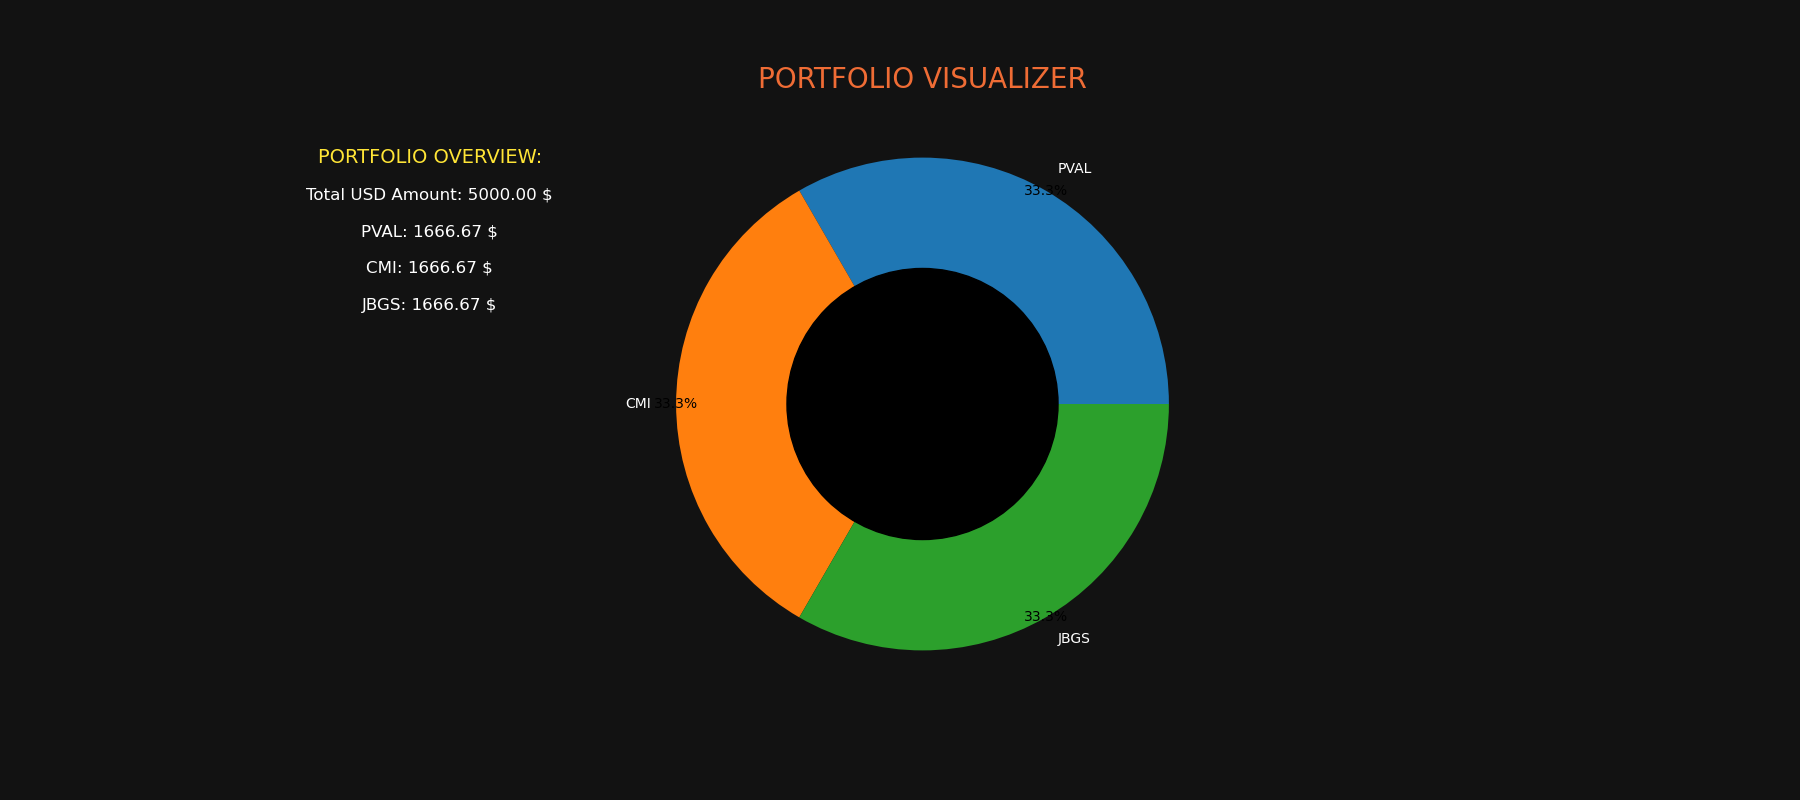 PORTFOLIO VISUALIZER
PORTFOLIO OVERVIEW:
Total USD Amount: 5000.00 $
PVAL: 1666.67 $
CMI: 1666.67 $
JBGS: 1666.67 $
PVAL
33.3%
CMI
33.3%
33.3%
JBGS